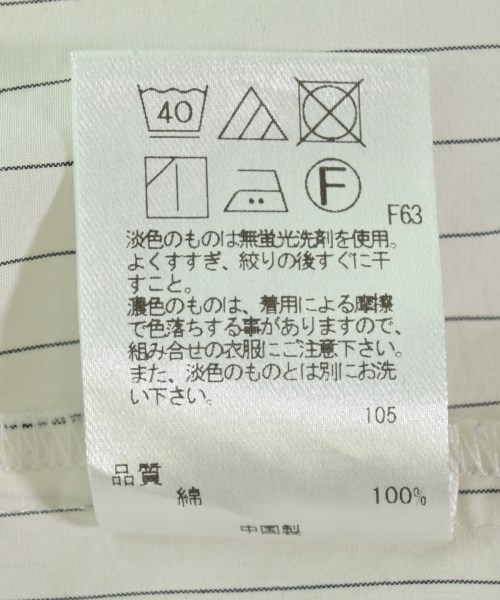 40
F
F63
淡色のものは無蛍光洗剤を使用。
よくすすぎ、絞りの後すぐに干
すこと。
濃色のものは、着用による摩擦
で色落ちする事がありますので、
組み合せの衣服にご注意下さい。
また、淡色のものとは別にお洗
い下さい。
105
品質
綿 100%
中国製